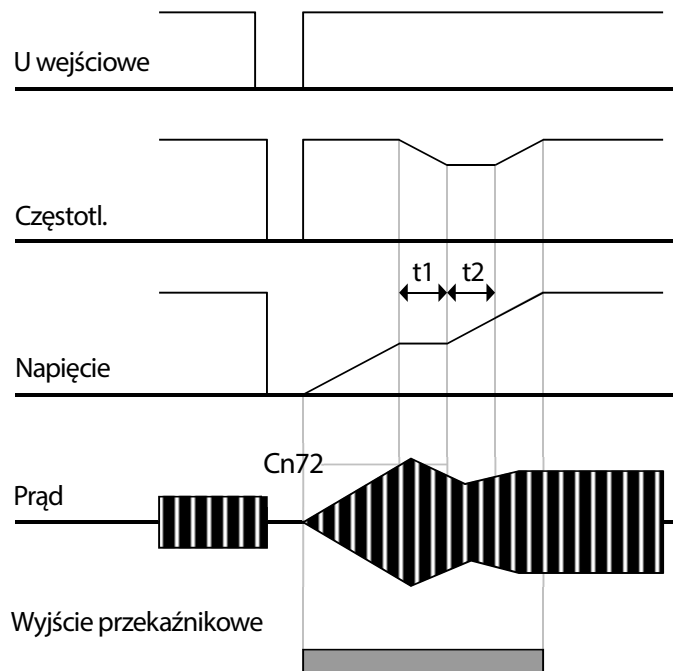 U wejściowe
Częstotl.
t1 t2
Napięcie
Cn72
Prąd
Wyjście przekaźnikowe